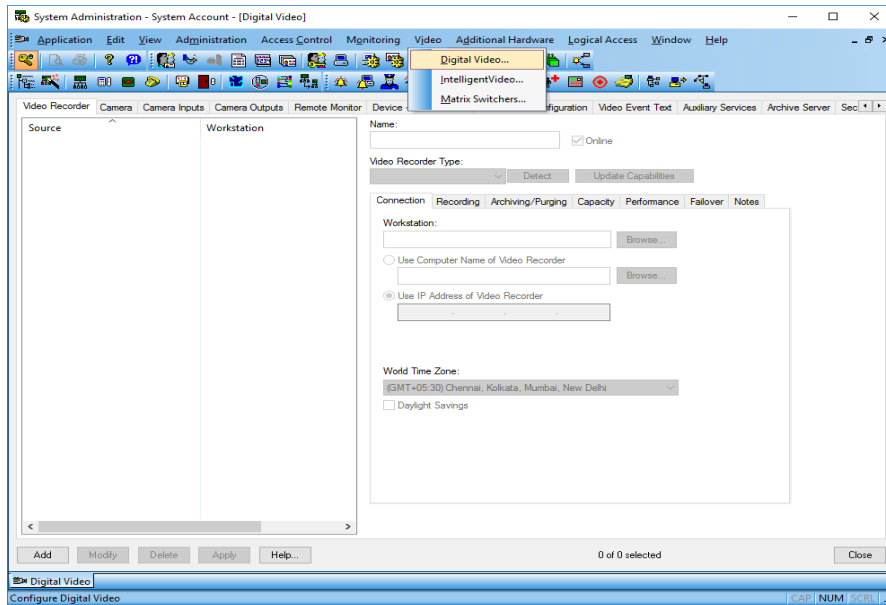 System Administration - System Account - [Digital Video]
Application Edit View Administration Access Control Monitoring Video Additional Hardware Logical Access Window Help
Digital Video...
IntelligentVideo...
Matrix Switchers...
Video Recorder Camera Camera Inputs Camera Outputs Remote Monitor Device Video Event Text Auxiliary Services Archive Server
Source Workstation
Name:
Online
Video Recorder Type:
Detect Update Capabilities
Connection Recording Archiving/Purging Capacity Performance Failover Notes
Workstation:
Browse...
Use Computer Name of Video Recorder
Browse...
Use IP Address of Video Recorder
World Time Zone:
(GMT+05:30) Chennai, Kolkata, Mumbai, New Delhi
Daylight Savings
Add Modify Delete Apply Help... 0 of 0 selected Close
Digital Video
Configure Digital Video CAP NUM SCRL